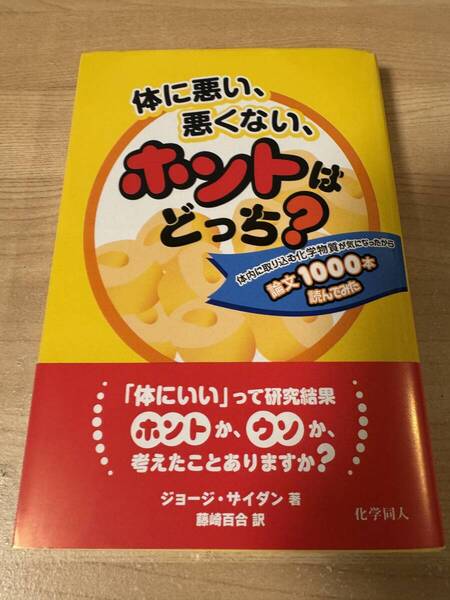 体に悪い、
悪くない、
ホントは
どっち?
体内に取り込む化学物質が気になったから
論文1000本
読んでみた
「体にいい」って研究結果
ホントか、ウソか、
考えたことありますか?
ジョージ・サイダン 著
藤崎百合 訳
化学同人